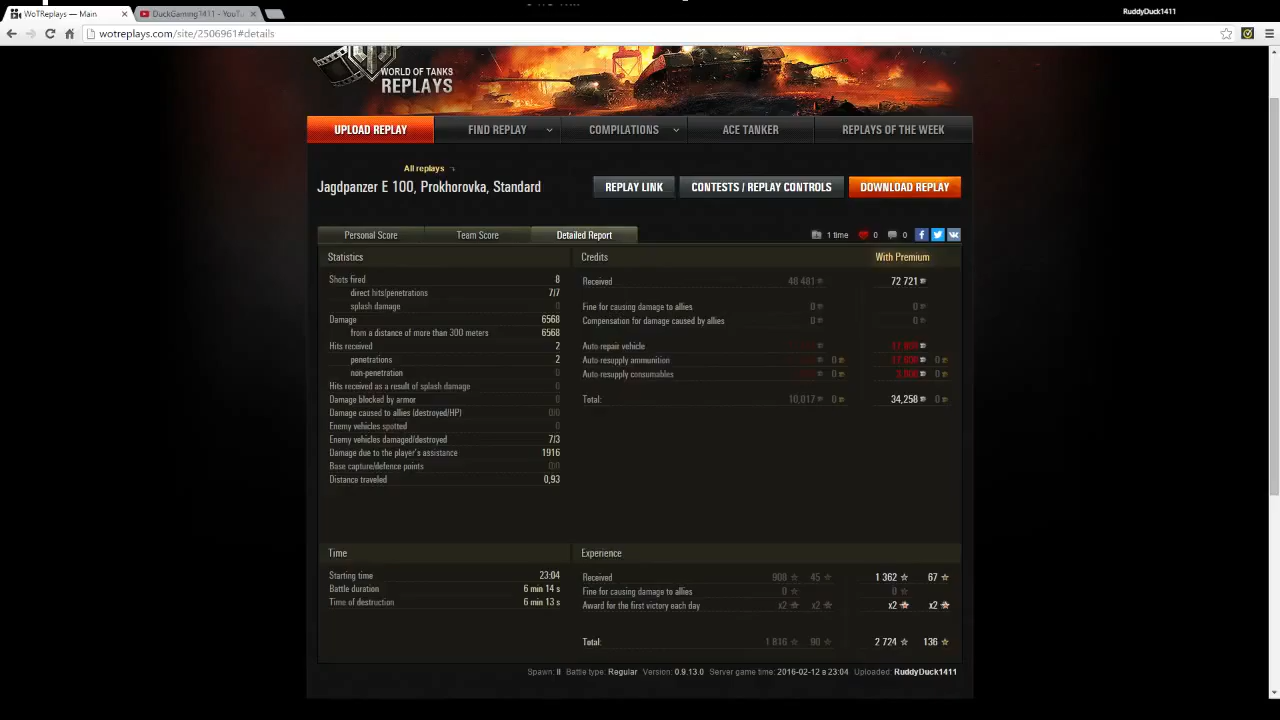 WoTReplays — Main
DuckGaming1411 - YouTu
RuddyDuck1411
wotreplays.com/site/2506961#details
WORLD OF TANKS
REPLAYS
UPLOAD REPLAY FIND REPLAY COMPILATIONS ACE TANKER REPLAYS OF THE WEEK
All replays
Jagdpanzer E 100, Prokhorovka, Standard
REPLAY LINK CONTESTS / REPLAY CONTROLS DOWNLOAD REPLAY
Personal Score Team Score Detailed Report 1 time 0 0
Statistics
Shots fired 8
direct hits/penetrations 7/7
splash damage 0
Damage 6568
from a distance of more than 300 meters 6568
Hits received 2
penetrations 2
non-penetration 0
Hits received as a result of splash damage 0
Damage blocked by armor 0
Damage caused to allies (destroyed/HP) 0/0
Enemy vehicles spotted 0
Enemy vehicles damaged/destroyed 7/3
Damage due to the player's assistance 1916
Base capture/defence points 0/0
Distance traveled 0,93
Credits With Premium
Received 48 481 72 721
Fine for causing damage to allies 0 0
Compensation for damage caused by allies 0 0
Auto repair vehicle
Auto-resupply ammunition 0 0
Auto-resupply consumables 0 0
Total: 10,017 0 34,258 0
Time
Starting time 23:04
Battle duration 6 min 14 s
Time of destruction 6 min 13 s
Experience
Received 908 45 1 362 67
Fine for causing damage to allies 0 0
Award for the first victory each day x2 x2 x2 x2
Total: 1 816 90 2 724 136
Spawn: II Battle type: Regular Version: 0.9.13.0 Server game time: 2016-02-12 в 23:04 Uploaded: RuddyDuck1411